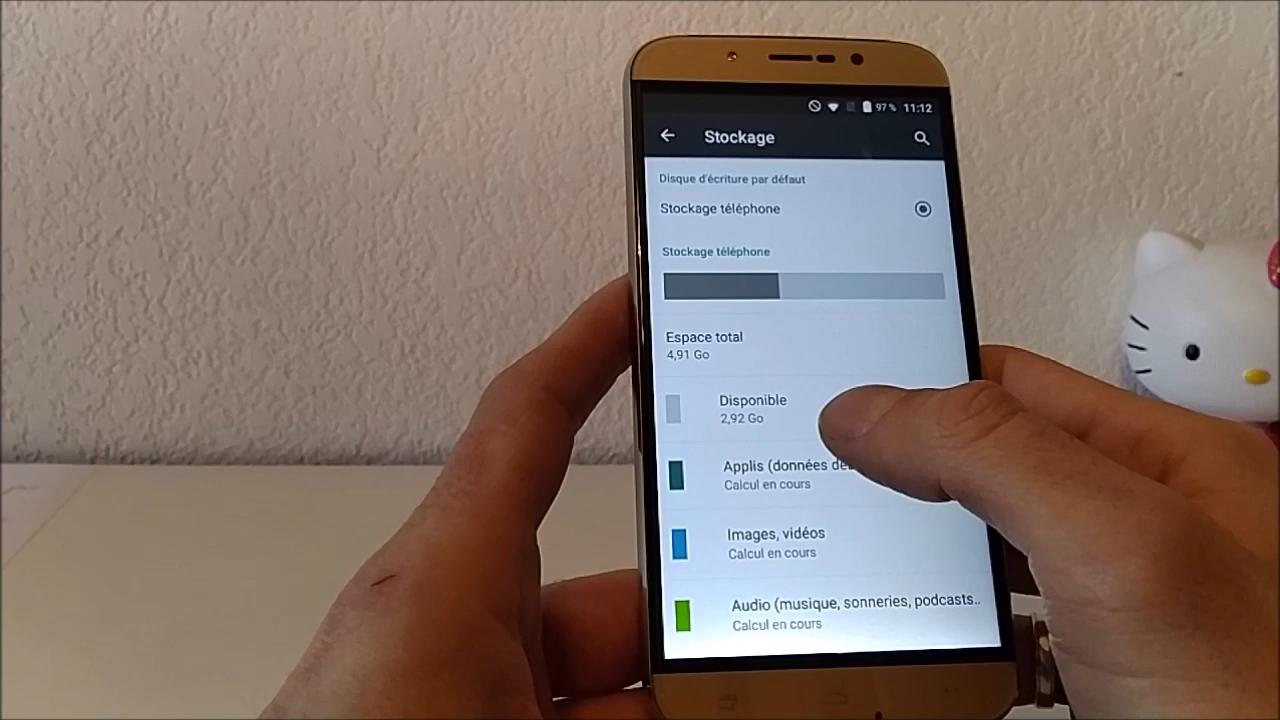 97 % 11:12
Stockage
Disque d'écriture par défaut
Stockage téléphone
Stockage téléphone
Espace total
4,91 Go
Disponible
2,92 Go
Applis (données de
Calcul en cours
Images, vidéos
Calcul en cours
Audio (musique, sonneries, podcasts..
Calcul en cours